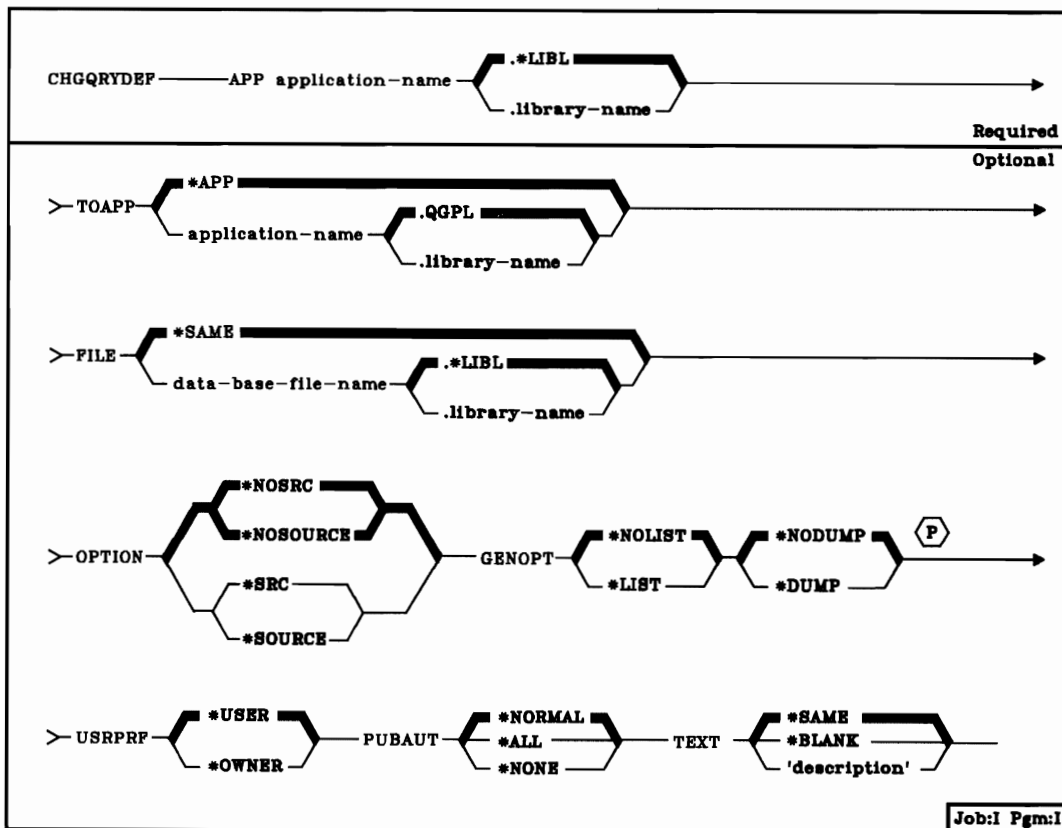 .*LIBL
CHGQRYDEF APP application-name
.library-name
Required
Optional
*APP
TOAPP
.QGPL
application-name
.library-name
*SAME
FILE
.*LIBL
data-base-file-name
.library-name
*NOSRC
*NOSOURCE
*NOLIST *NODUMP P
OPTION GENOPT
*LIST *DUMP
*SRC
*SOURCE
*USER *NORMAL *SAME
USRPRF PUBAUT *ALL TEXT *BLANK
*OWNER *NONE 'description'
Job:I Pgm:I